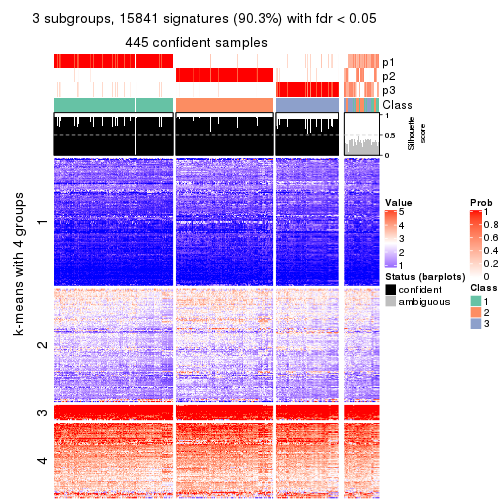 3 subgroups, 15841 signatures (90.3%) with fdr < 0.05
445 confident samples
p1
p2
p3
Class
1
0.5
0
Silhouette
score
k-means with 4 groups
1
2
3
4
Value
5
4
3
2
1
Status (barplots)
confident
ambiguous
Prob
1
0.8
0.6
0.4
0.2
0
Class
1
2
3